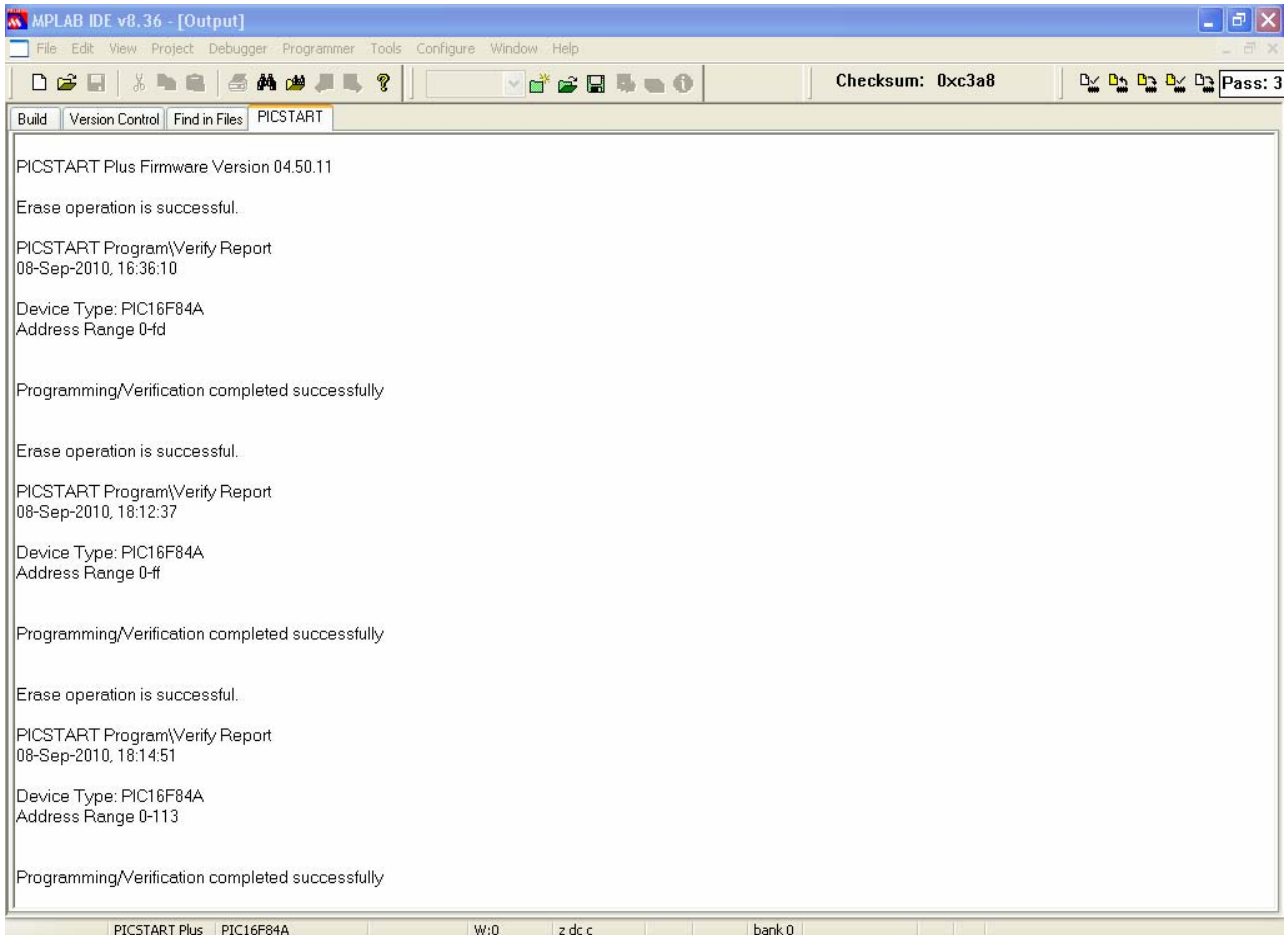 MPLAB IDE v8.36 - [Output]
File Edit View Project Debugger Programmer Tools Configure Window Help
Checksum: 0xc3a8 Pass: 3
Build Version Control Find in Files PICSTART
PICSTART Plus Firmware Version 04.50.11
Erase operation is successful.
PICSTART Program\Verify Report
08-Sep-2010, 16:36:10
Device Type: PIC16F84A
Address Range 0-fd
Programming/Verification completed successfully
Erase operation is successful.
PICSTART Program\Verify Report
08-Sep-2010, 18:12:37
Device Type: PIC16F84A
Address Range 0-ff
Programming/Verification completed successfully
Erase operation is successful.
PICSTART Program\Verify Report
08-Sep-2010, 18:14:51
Device Type: PIC16F84A
Address Range 0-113
Programming/Verification completed successfully
PICSTART Plus PIC16F84A W:0 z dc c bank 0